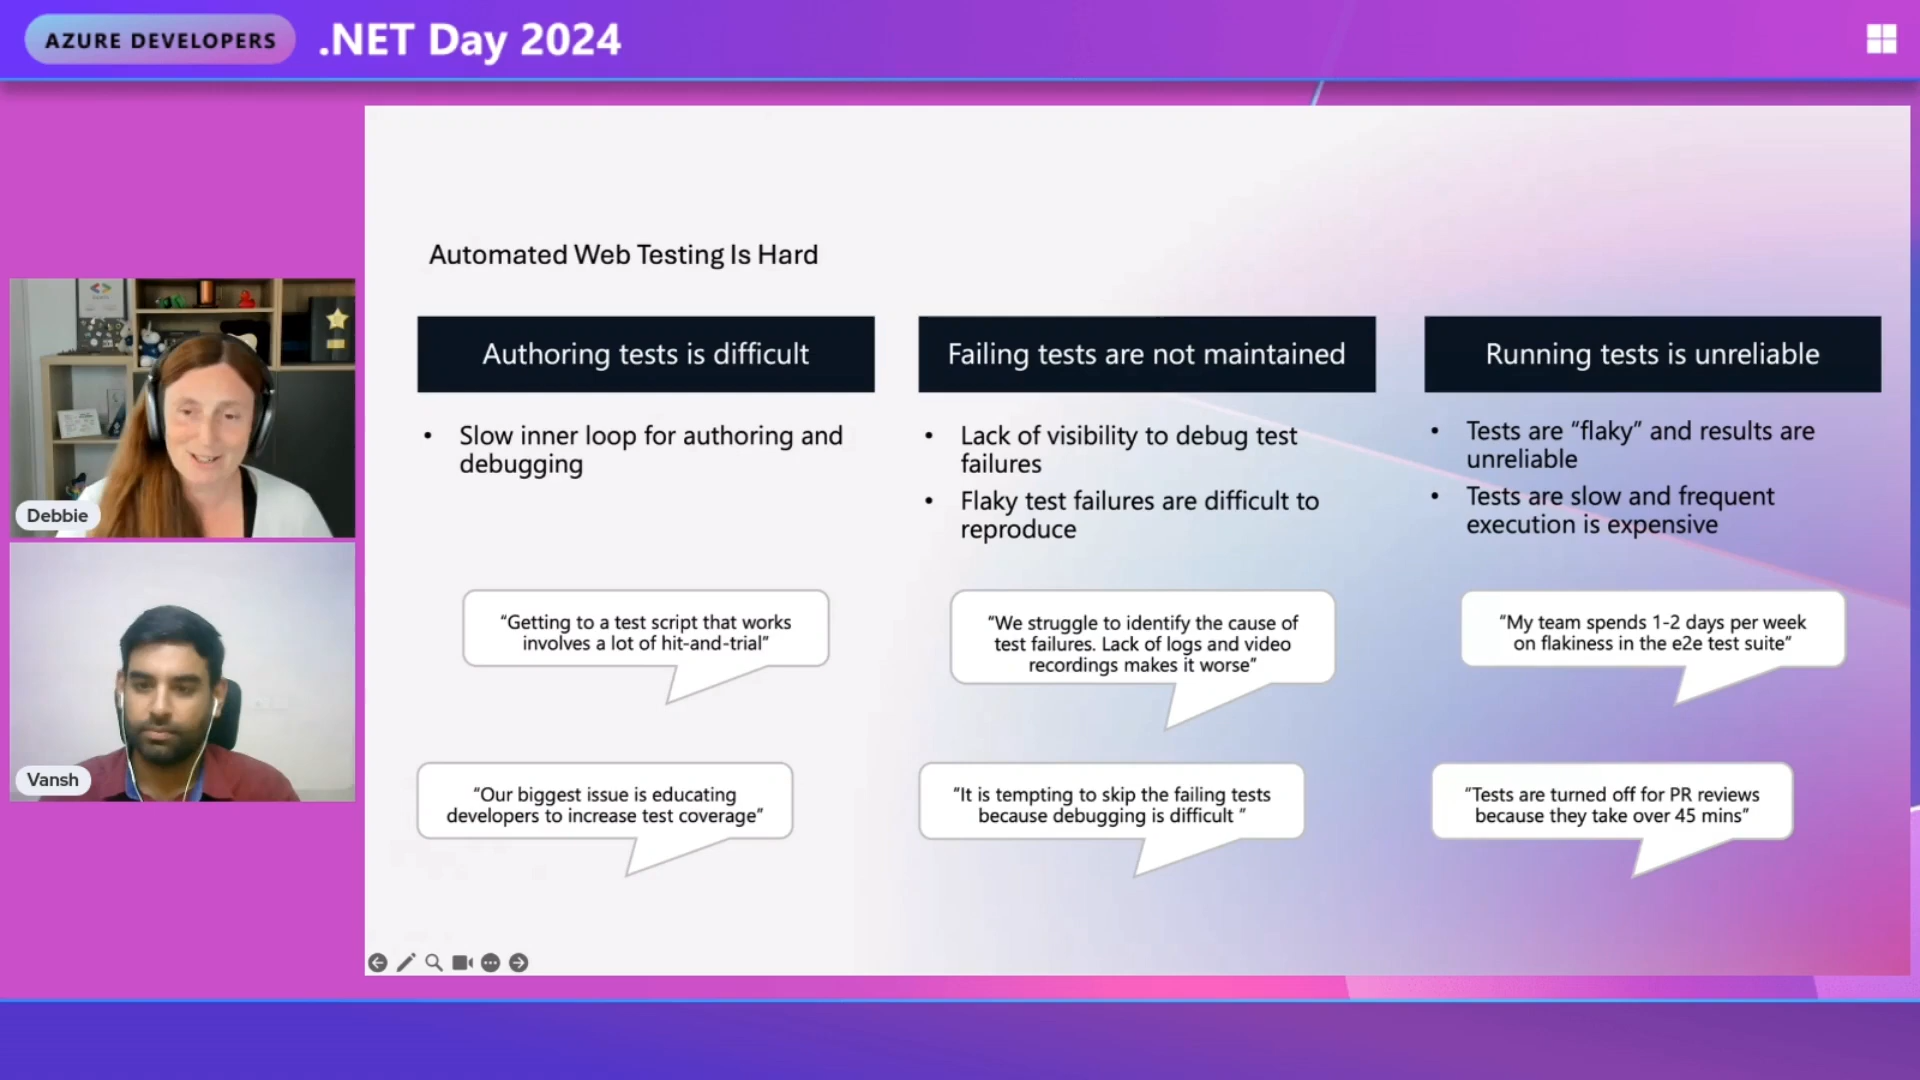 AZURE DEVELOPERS
.NET Day 2024
Automated Web Testing Is Hard
Authoring tests is difficult
• Slow inner loop for authoring and
debugging
“Getting to a test script that works
involves a lot of hit-and-trial”
“Our biggest issue is educating
developers to increase test coverage”
Failing tests are not maintained
• Lack of visibility to debug test
failures
• Flaky test failures are difficult to
reproduce
“We struggle to identify the cause of
test failures. Lack of logs and video
recordings makes it worse”
“It is tempting to skip the failing tests
because debugging is difficult ”
Running tests is unreliable
• Tests are “flaky” and results are
unreliable
• Tests are slow and frequent
execution is expensive
“My team spends 1-2 days per week
on flakiness in the e2e test suite”
“Tests are turned off for PR reviews
because they take over 45 mins”
Debbie
Vansh